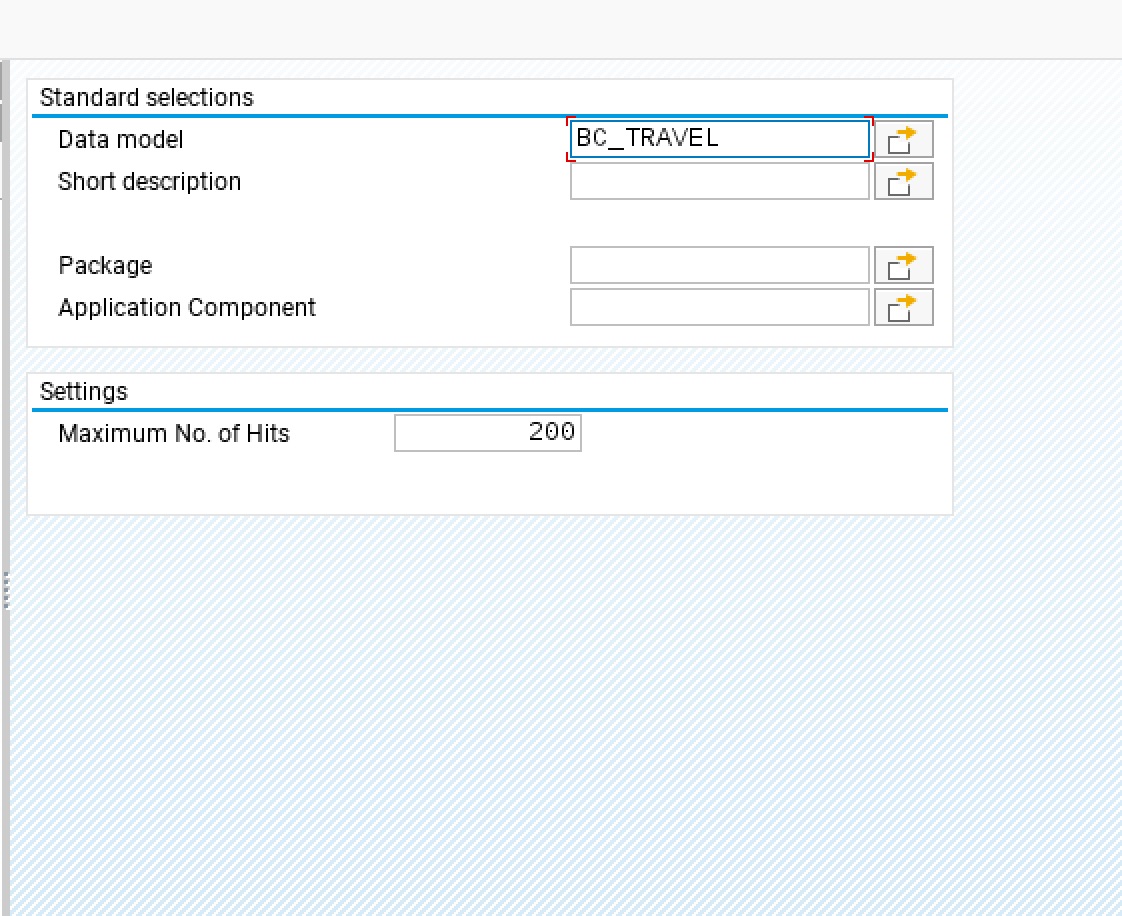 Standard selections
Data model BC_TRAVEL
Short description
Package
Application Component
Settings
Maximum No. of Hits 200